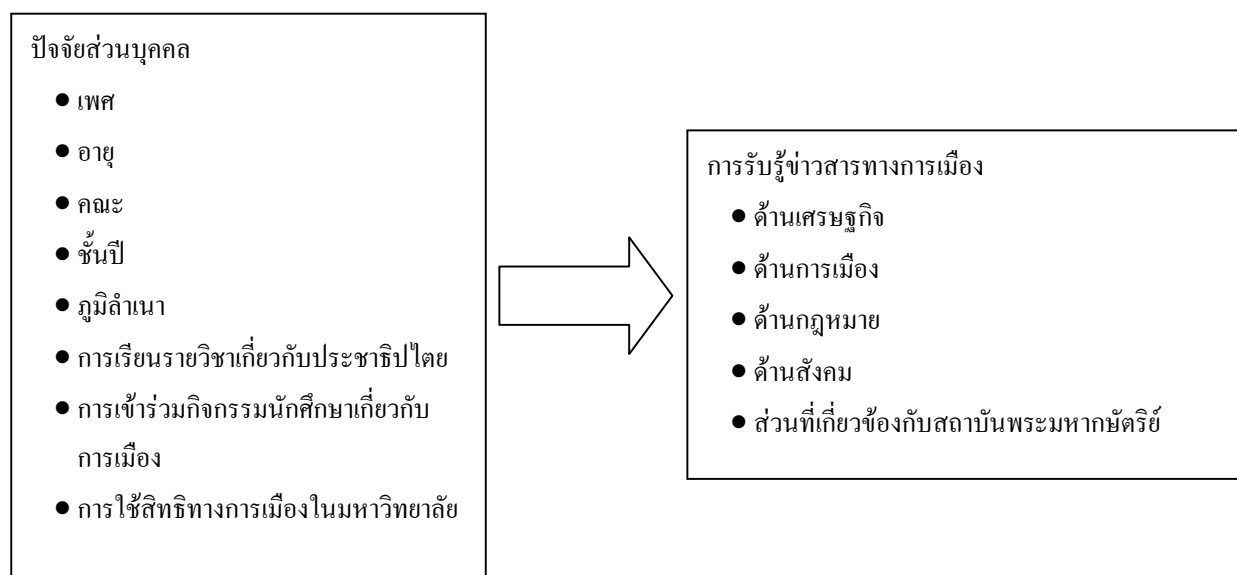 ปัจจัยส่วนบุคคล
● เพศ
● อายุ
● คณะ
● ชั้นปี
● ภูมิลำเนา
● การเรียนรายวิชาเกี่ยวกับประชาธิปไตย
● การเข้าร่วมกิจกรรมนักศึกษาเกี่ยวกับ
การเมือง
● การใช้สิทธิทางการเมืองในมหาวิทยาลัย
การรับรู้ข่าวสารทางการเมือง
● ด้านเศรษฐกิจ
● ด้านการเมือง
● ด้านกฎหมาย
● ด้านสังคม
● ส่วนที่เกี่ยวข้องกับสถาบันพระมหากษัตริย์